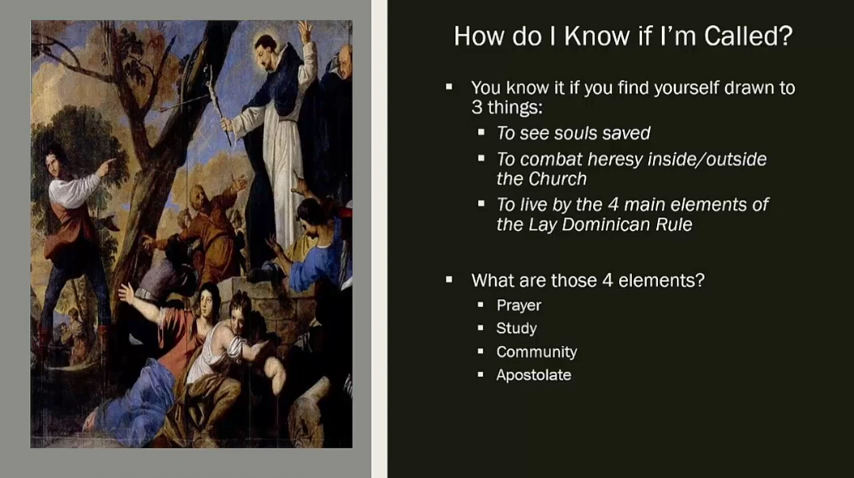 How do I Know if I'm Called?
You know it if you find yourself drawn to
3 things:
To see souls saved
To combat heresy inside/outside
the Church
To live by the 4 main elements of
the Lay Dominican Rule
What are those 4 elements?
Prayer
Study
Community
Apostolate